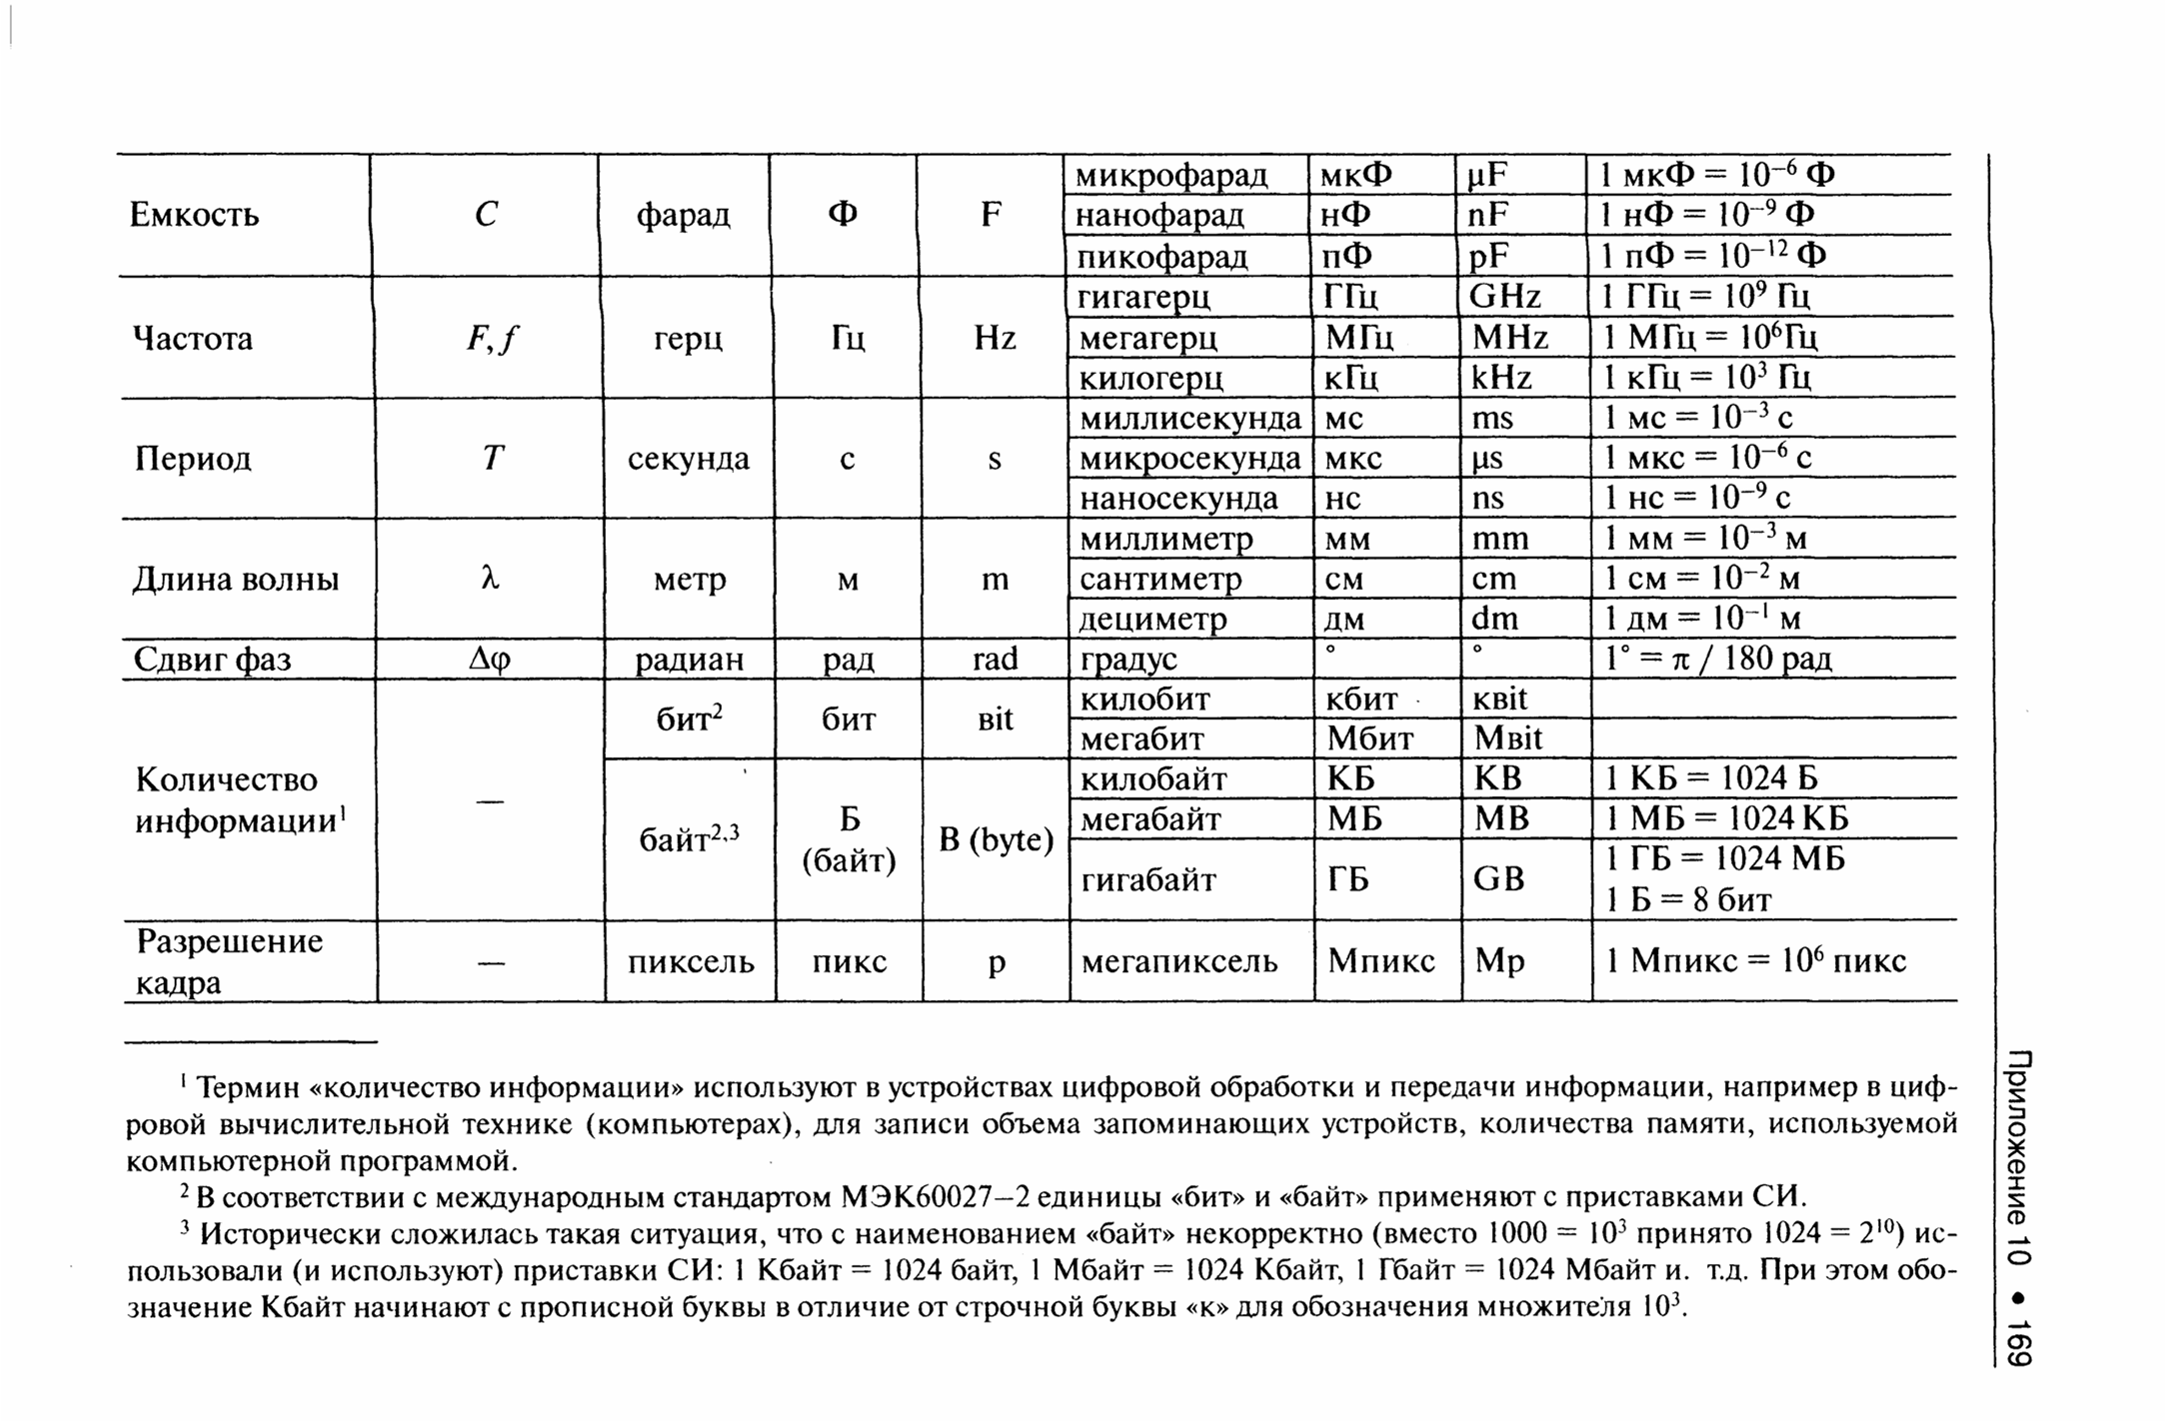 Емкость C фарад Ф F микрофарад мкФ µF 1 мкФ = 10⁻⁶ Ф
нанофарад нФ nF 1 нФ = 10⁻⁹ Ф
пикофарад пФ pF 1 пФ = 10⁻¹² Ф
Частота F, f герц Гц Hz гигагерц ГГц GHz 1 ГГц = 10⁹ Гц
мегагерц МГц MHz 1 МГц = 10⁶Гц
килогерц кГц kHz 1 кГц = 10³ Гц
Период T секунда с s миллисекунда мс ms 1 мс = 10⁻³ с
микросекунда мкс µs 1 мкс = 10⁻⁶ с
наносекунда нс ns 1 нс = 10⁻⁹ с
Длина волны λ метр м m миллиметр мм mm 1 мм = 10⁻³ м
сантиметр см cm 1 см = 10⁻² м
дециметр дм dm 1 дм = 10⁻¹ м
Сдвиг фаз Δφ радиан рад rad градус ° ° 1° = π / 180 рад
Количество информации¹ — бит² бит вit килобит кбит квit
мегабит Мбит Мвit
байт²,³ Б (байт) B (byte) килобайт КБ KB 1 КБ = 1024 Б
мегабайт МБ MB 1 МБ = 1024 КБ
гигабайт ГБ GB 1 ГБ = 1024 МБ
1 Б = 8 бит
Разрешение кадра — пиксель пикс p мегапиксель Мпикс Mp 1 Мпикс = 10⁶ пикс
¹ Термин «количество информации» используют в устройствах цифровой обработки и передачи информации, например в циф-
ровой вычислительной технике (компьютерах), для записи объема запоминающих устройств, количества памяти, используемой
компьютерной программой.
² В соответствии с международным стандартом МЭК60027–2 единицы «бит» и «байт» применяют с приставками СИ.
³ Исторически сложилась такая ситуация, что с наименованием «байт» некорректно (вместо 1000 = 10³ принято 1024 = 2¹⁰) ис-
пользовали (и используют) приставки СИ: 1 Кбайт = 1024 байт, 1 Мбайт = 1024 Кбайт, 1 Гбайт = 1024 Мбайт и. т.д. При этом обо-
значение Кбайт начинают с прописной буквы в отличие от строчной буквы «к» для обозначения множителя 10³.
Приложение 10 • 169